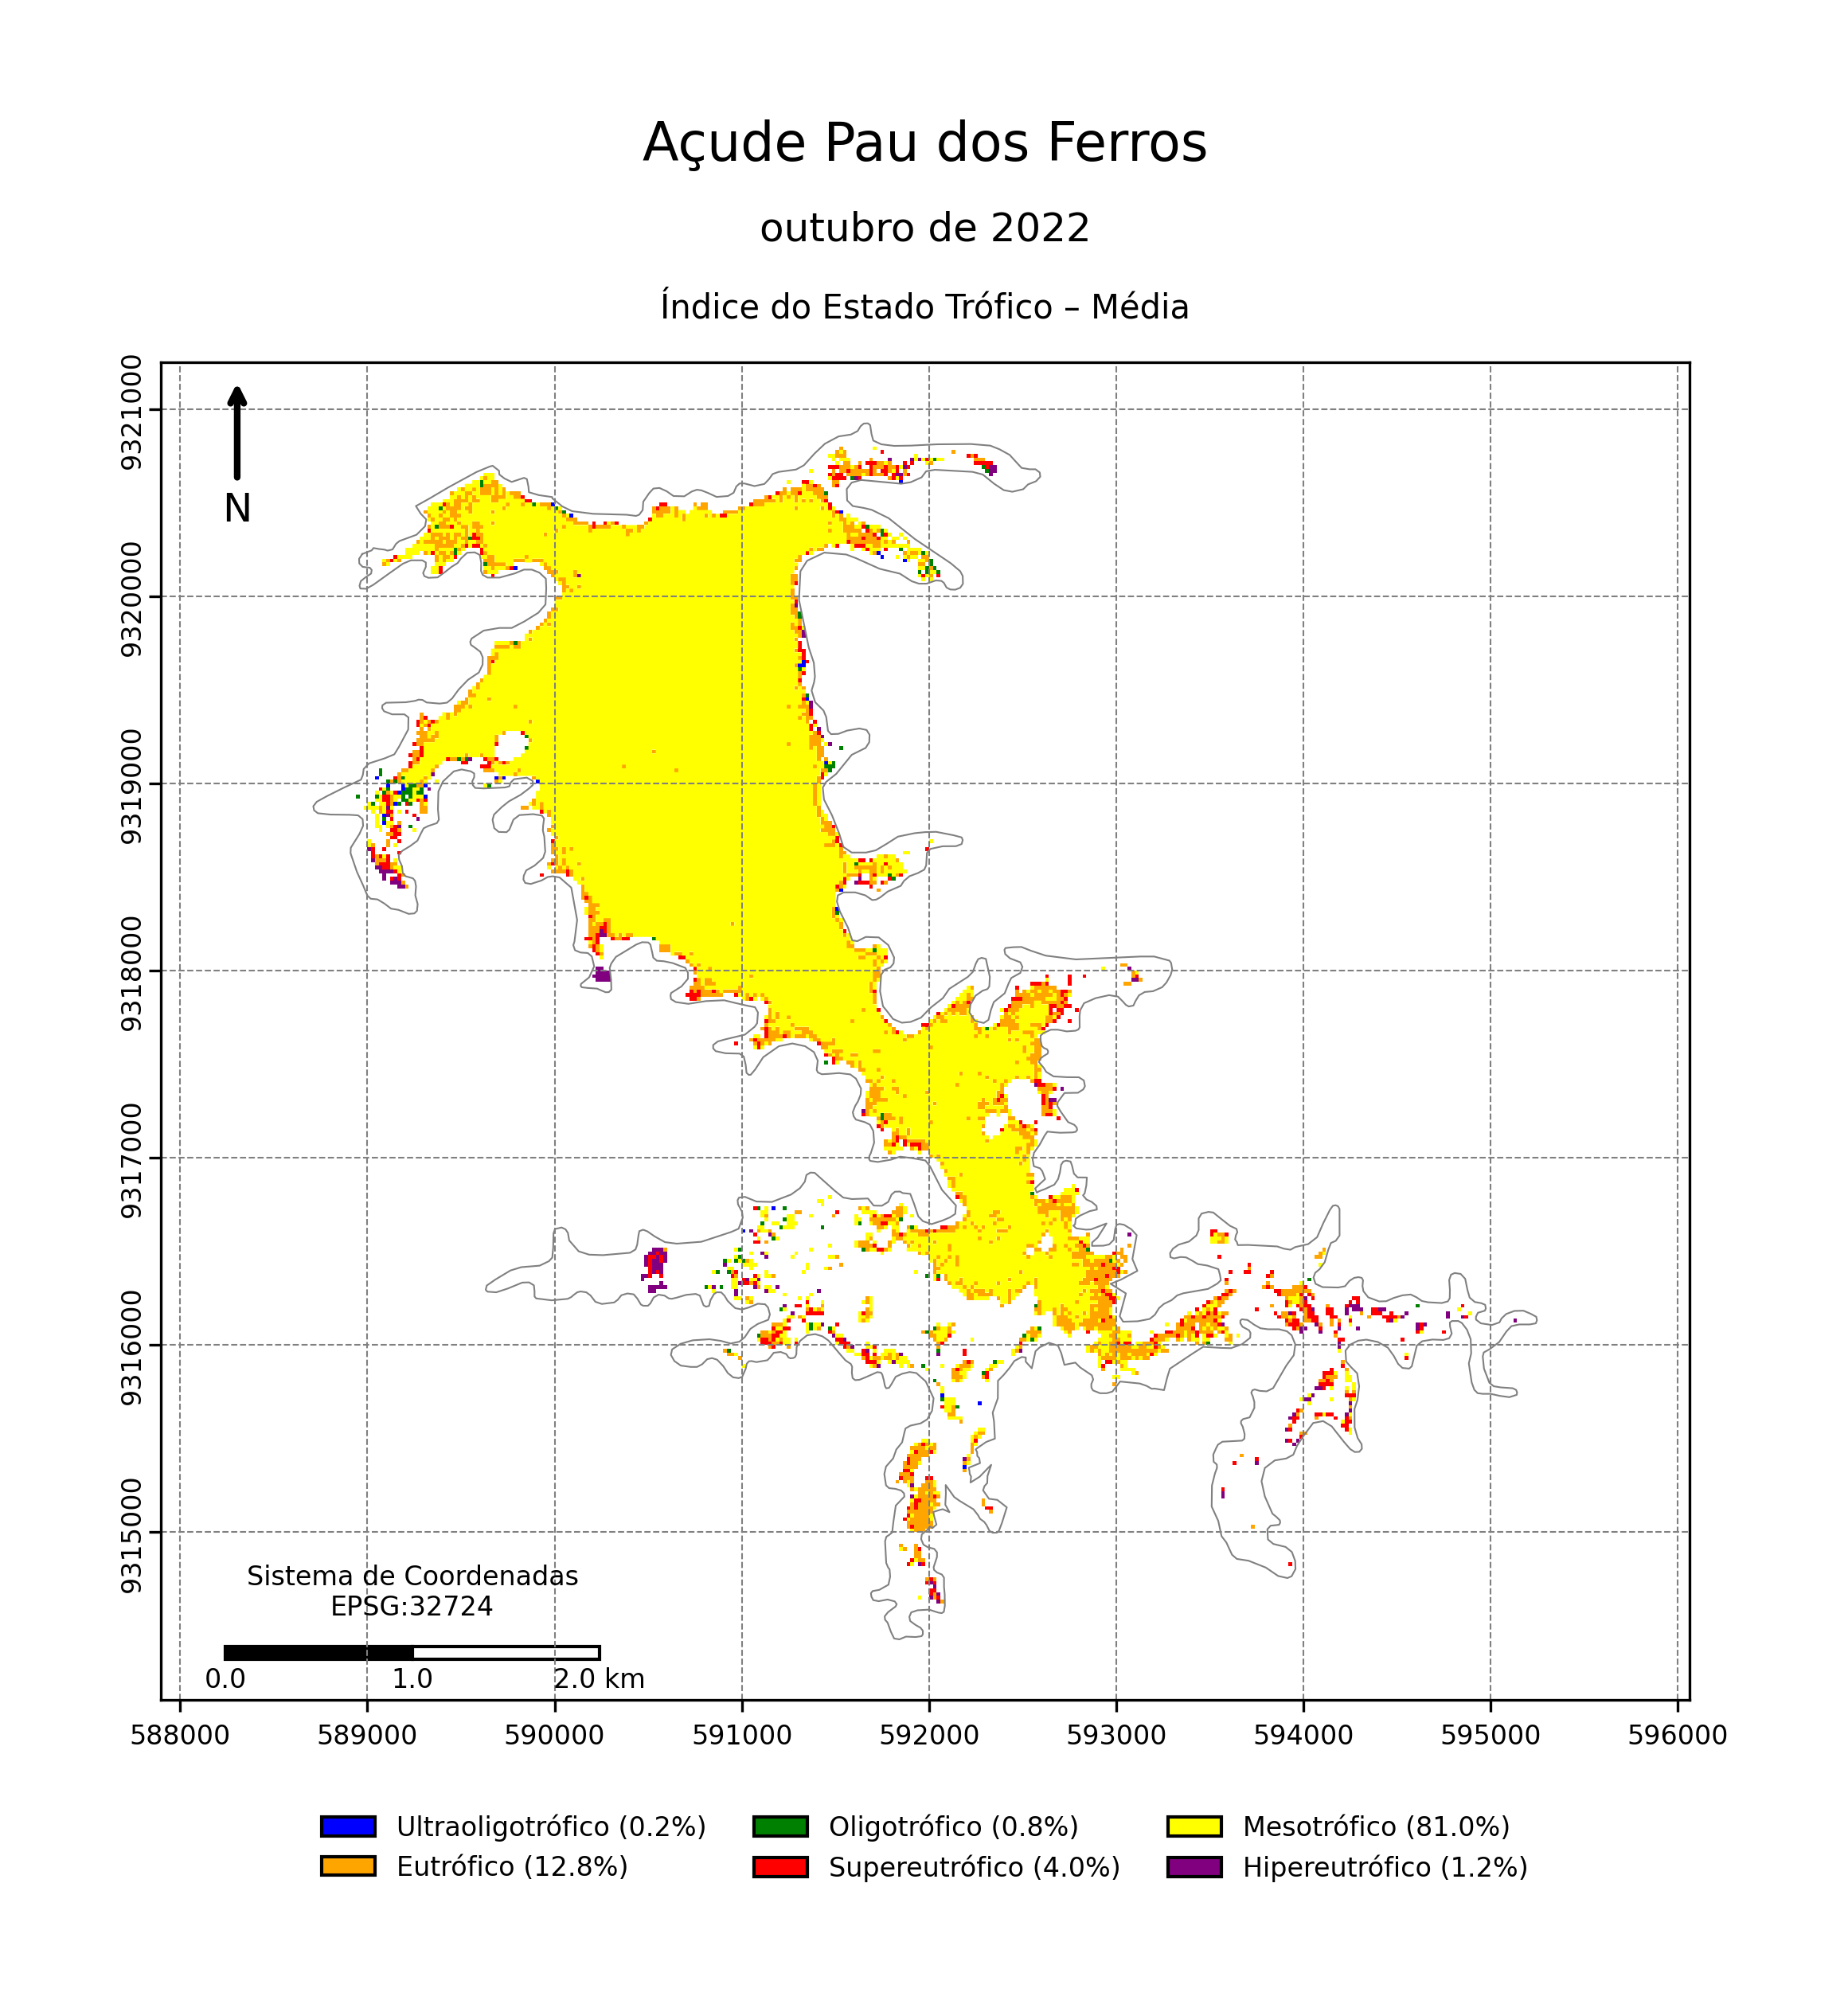 Açude Pau dos Ferros
outubro de 2022
Índice do Estado Trófico – Média
9321000
9320000
9319000
9318000
9317000
9316000
9315000
N
Sistema de Coordenadas
EPSG:32724
0.0 1.0 2.0 km
588000 589000 590000 591000 592000 593000 594000 595000 596000
Ultraoligotrófico (0.2%) Oligotrófico (0.8%) Mesotrófico (81.0%)
Eutrófico (12.8%) Supereutrófico (4.0%) Hipereutrófico (1.2%)